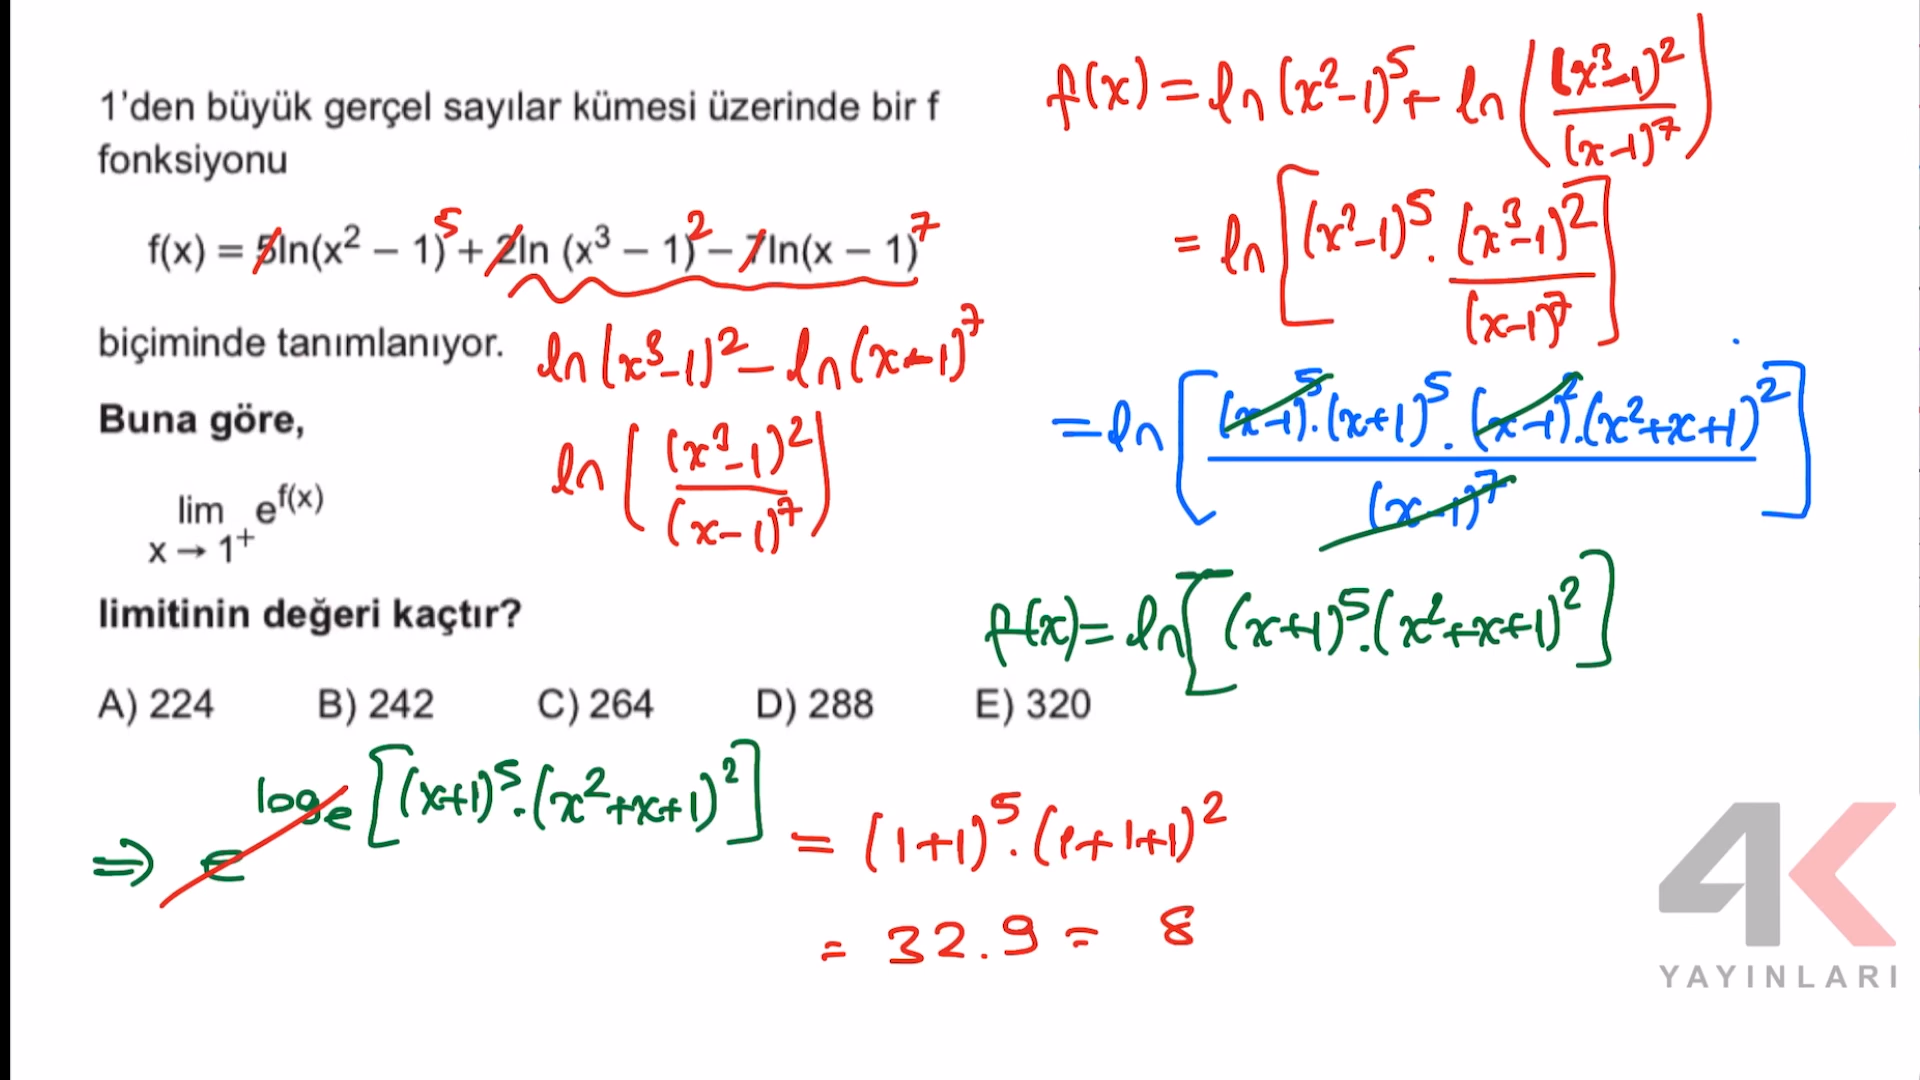 1'den büyük gerçel sayılar kümesi üzerinde bir f
fonksiyonu
f(x) = 5ln(x² – 1)⁵ + 2ln (x³ – 1)² – 7ln(x – 1)⁷
biçiminde tanımlanıyor.
ln(x³-1)² - ln(x-1)⁷
Buna göre,
ln((x³-1)²/(x-1)⁷)
lim e^f(x)
x → 1⁺
limitinin değeri kaçtır?
A) 224 B) 242 C) 264 D) 288 E) 320
f(x) = ln(x²-1)⁵ + ln((x³-1)²/(x-1)⁷)
= ln[(x²-1)⁵ . (x³-1)²/(x-1)⁷]
= ln[(x-1)⁵.(x+1)⁵.(x-1)².(x²+x+1)²/(x-1)⁷]
f(x) = ln[(x+1)⁵.(x²+x+1)²]
⇒ e^logₑ[(x+1)⁵.(x²+x+1)²] = (1+1)⁵.(1+1+1)²
= 32.9 = 8
4K
YAYINLARI